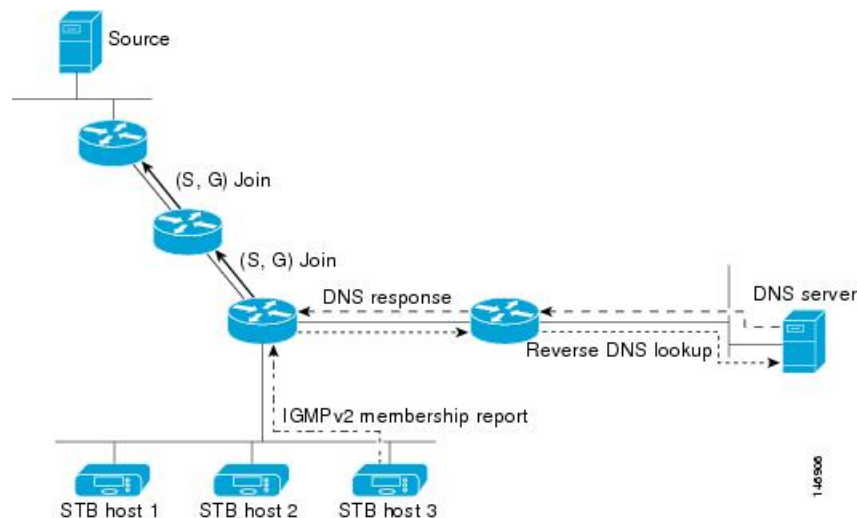 Source
(S, G) Join
(S, G) Join
DNS response
DNS server
Reverse DNS lookup
IGMPv2 membership report
STB host 1
STB host 2
STB host 3
146906